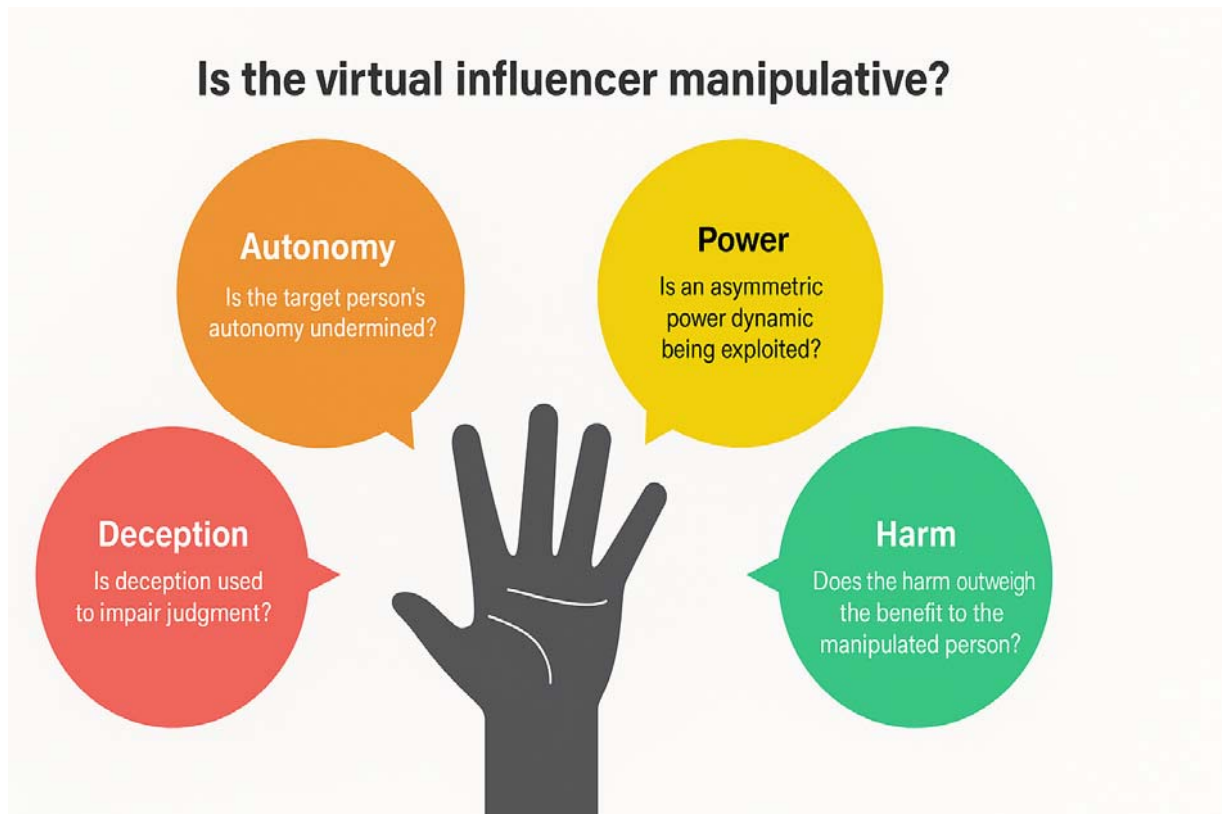 Is the virtual influencer manipulative?
Autonomy
Is the target person's
autonomy undermined?
Power
Is an asymmetric
power dynamic
being exploited?
Deception
Is deception used
to impair judgment?
Harm
Does the harm outweigh
the benefit to the
manipulated person?